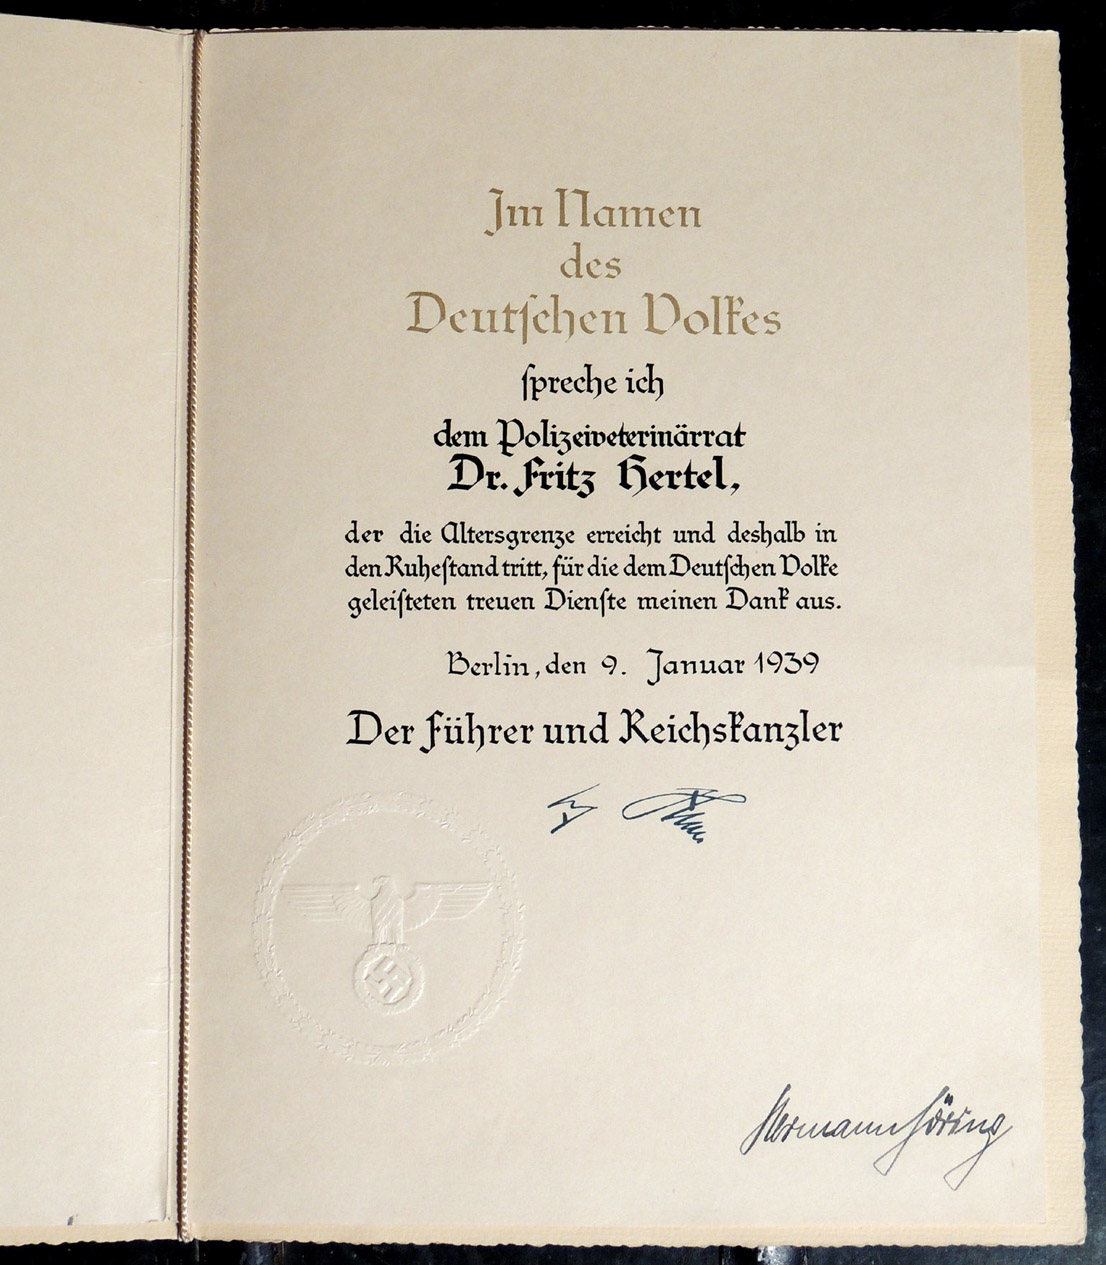 Im Namen
des
Deutſchen Volkes
ſpreche ich
dem Polizeiveterinärrat
Dr. Fritz Hertel,
der die Altersgrenze erreicht und deshalb in
den Ruheſtand tritt, für die dem Deutſchen Volke
geleiſteten treuen Dienſte meinen Dank aus.
Berlin, den 9. Januar 1939
Der Führer und Reichskanzler
Hermann Göring